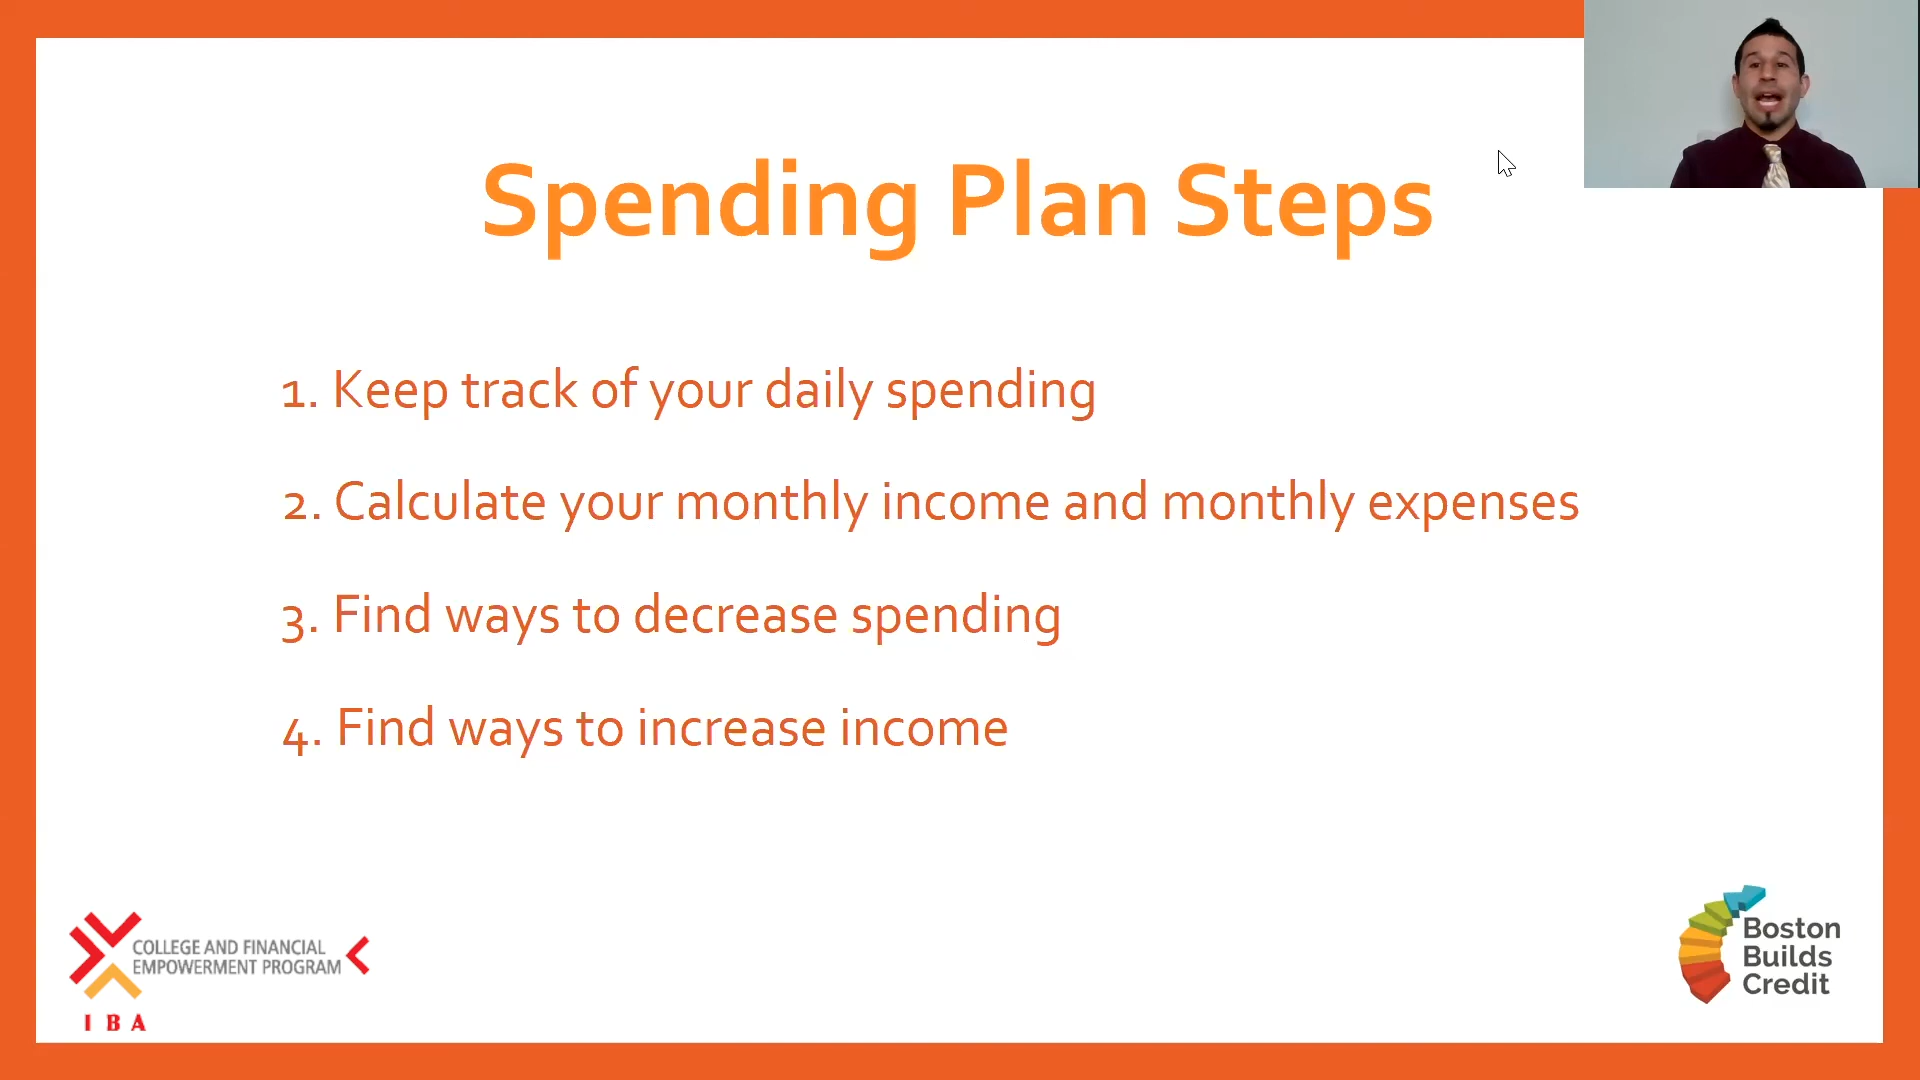 Spending Plan Steps
1. Keep track of your daily spending
2. Calculate your monthly income and monthly expenses
3. Find ways to decrease spending
4. Find ways to increase income
COLLEGE AND FINANCIAL
EMPOWERMENT PROGRAM
IBA
Boston
Builds
Credit